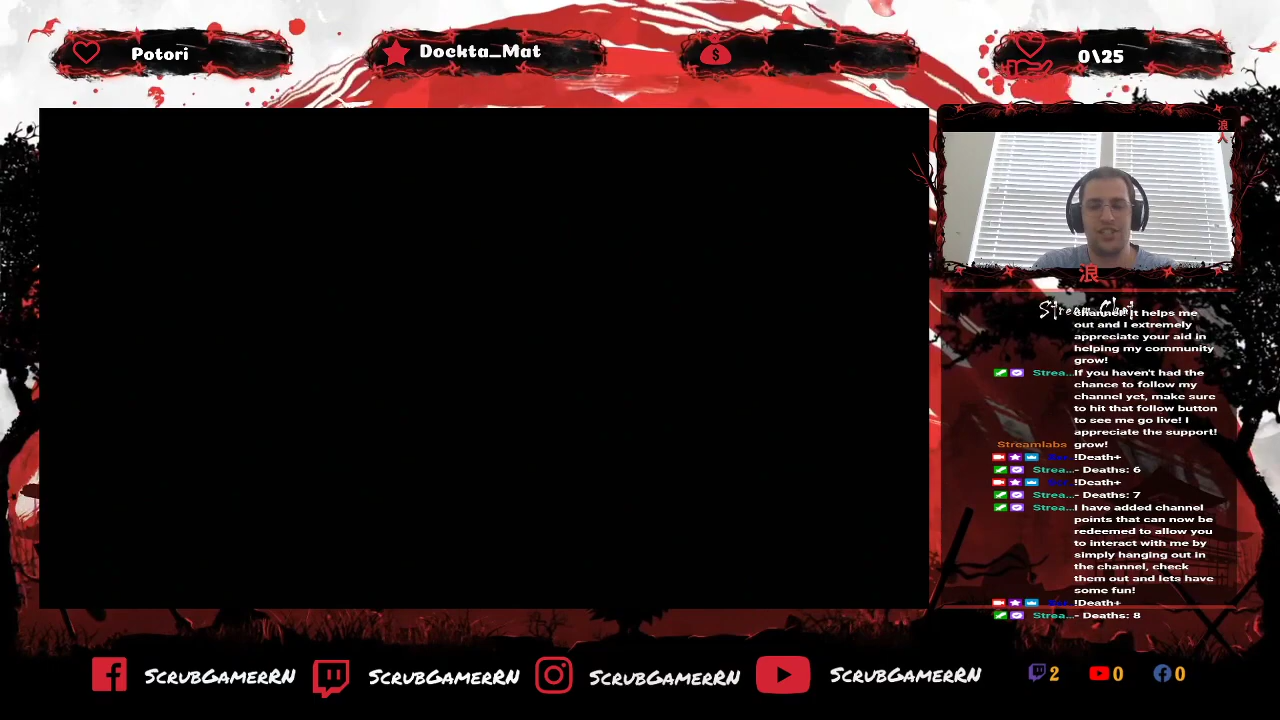 Potori
Dockta_Mat
0\25
浪
人
浪
Stream Chat
channel! It helps me
out and I extremely
appreciate your aid in
helping my community
grow!
Strea... If you haven't had the
chance to follow my
channel yet, make sure
to hit that follow button
to see me go live! I
appreciate the support!
Streamlabs grow!
!Death+
Strea... - Deaths: 6
!Death+
Strea... - Deaths: 7
Strea... I have added channel
points that can now be
redeemed to allow you
to interact with me by
simply hanging out in
the channel, check
them out and lets have
some fun!
!Death+
Strea... - Deaths: 8
ScrubGamerRN ScrubGamerRN ScrubGamerRN ScrubGamerRN 2 0 0